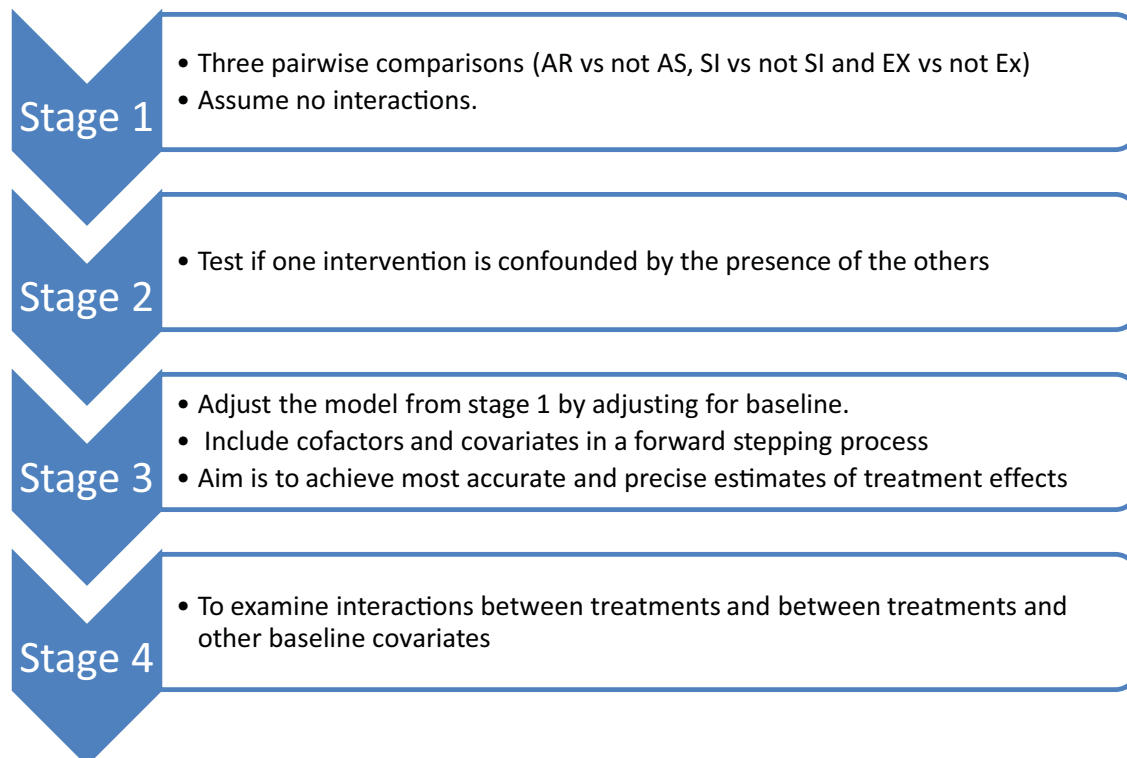 Stage 1
• Three pairwise comparisons (AR vs not AS, SI vs not SI and EX vs not Ex)
• Assume no interactions.
Stage 2
• Test if one intervention is confounded by the presence of the others
Stage 3
• Adjust the model from stage 1 by adjusting for baseline.
• Include cofactors and covariates in a forward stepping process
• Aim is to achieve most accurate and precise estimates of treatment effects
Stage 4
• To examine interactions between treatments and between treatments and
other baseline covariates